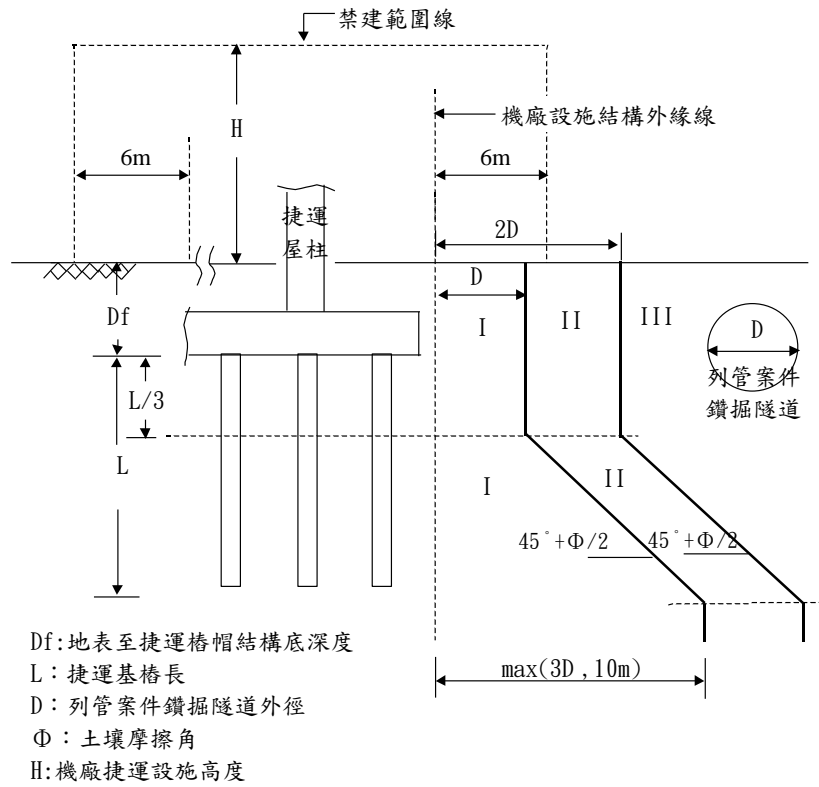 禁建範圍線
機廠設施結構外緣線
H
6m
6m
捷運
屋柱
2D
D
Df
I
II
III
D
列管案件
鑽掘隧道
L/3
L
I
II
45°+Φ/2
45°+Φ/2
max(3D,10m)
Df:地表至捷運樁帽結構底深度
L：捷運基樁長
D：列管案件鑽掘隧道外徑
Φ：土壤摩擦角
H:機廠捷運設施高度